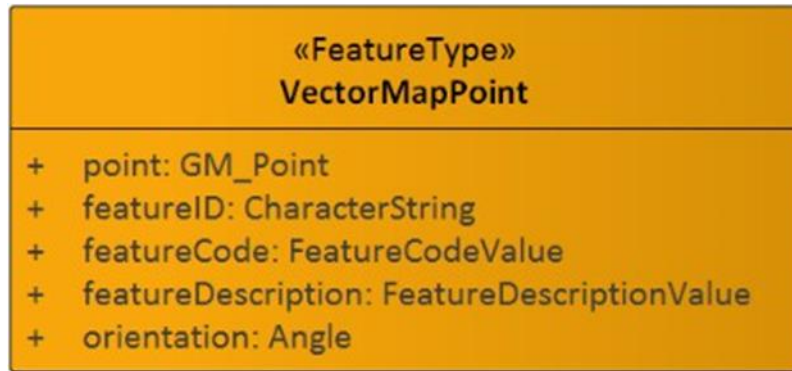 «FeatureType»
VectorMapPoint
+ point: GM_Point
+ featureID: CharacterString
+ featureCode: FeatureCodeValue
+ featureDescription: FeatureDescriptionValue
+ orientation: Angle